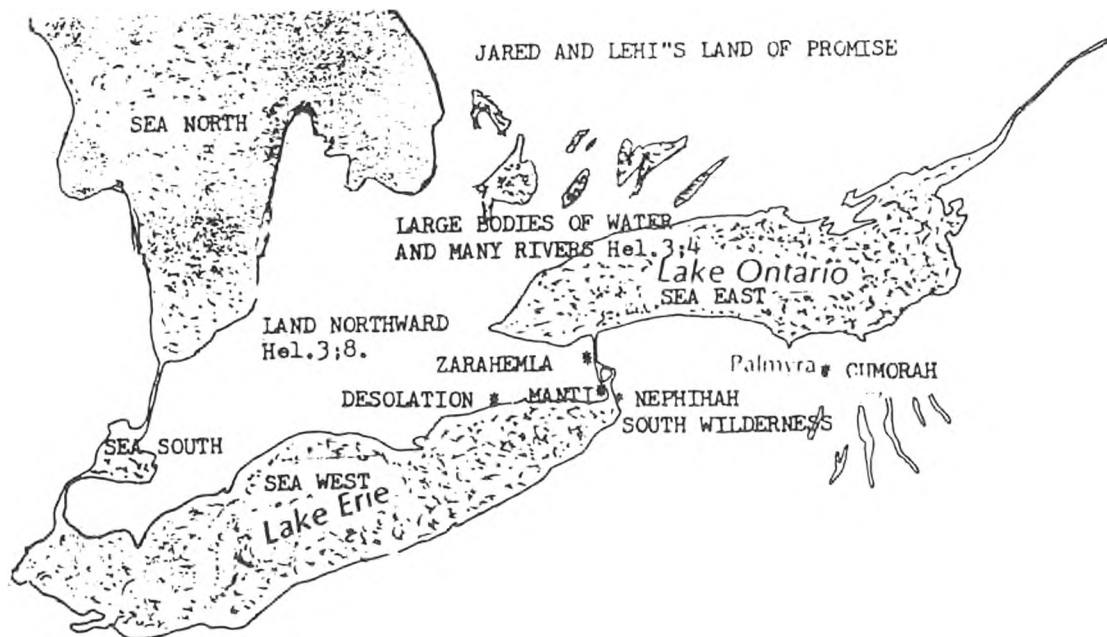 JARED AND LEHI"S LAND OF PROMISE
SEA NORTH
LARGE BODIES OF WATER
AND MANY RIVERS Hel.3;4
Lake Ontario
SEA EAST
LAND NORTHWARD
Hel.3;8.
ZARAHEMLA
Palmyra
CUMORAH
DESOLATION
MANTI
NEPHIHAH
SOUTH WILDERNESS
SEA SOUTH
SEA WEST
Lake Erie